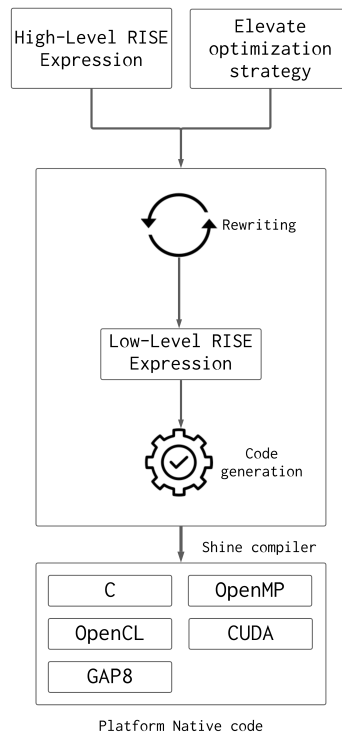 High-Level RISE
Expression
Elevate
optimization
strategy
Rewriting
Low-Level RISE
Expression
Code
generation
Shine compiler
C
OpenMP
OpenCL
CUDA
GAP8
Platform Native code